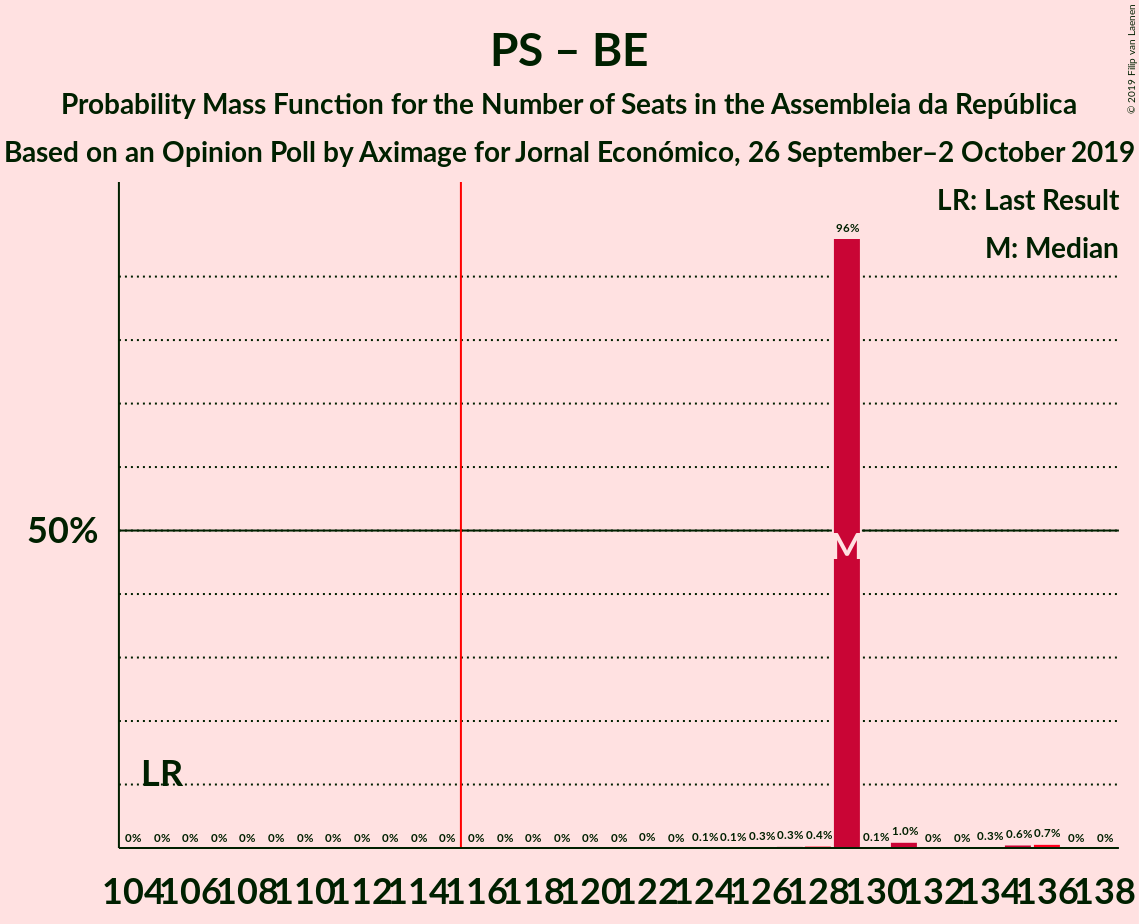 PS – BE
Probability Mass Function for the Number of Seats in the Assembleia da República
Based on an Opinion Poll by Aximage for Jornal Económico, 26 September–2 October 2019
© 2019 Filip van Laenen
LR: Last Result
M: Median
96%
50%
M
LR
0% 0% 0% 0% 0% 0% 0% 0% 0% 0% 0% 0% 0% 0% 0% 0% 0% 0% 0% 0% 0.1% 0.1% 0.3% 0.3% 0.4% 0.1% 1.0% 0% 0% 0.3% 0.6% 0.7% 0% 0%
104 106 108 110 112 114 116 118 120 122 124 126 128 130 132 134 136 138